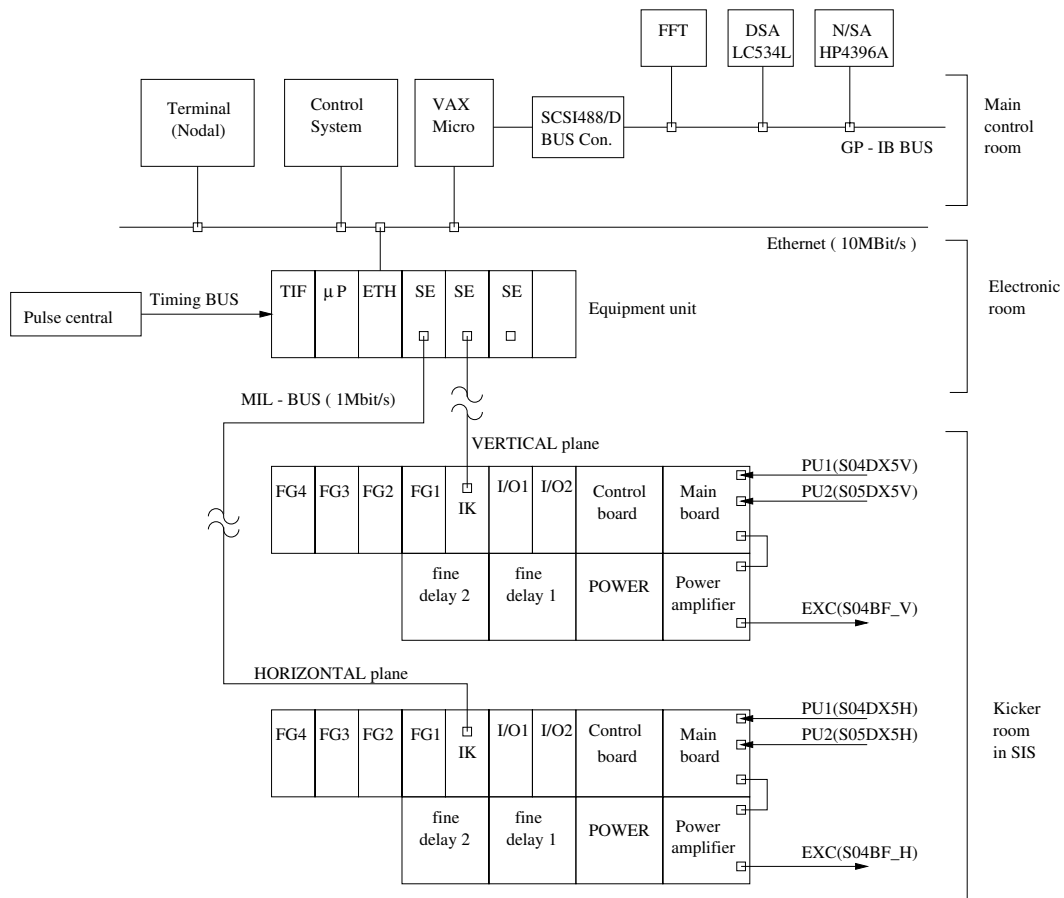 FFT
DSA
LC534L
N/SA
HP4396A
Terminal
(Nodal)
Control
System
VAX
Micro
SCSI488/D
BUS Con.
GP - IB BUS
Main
control
room
Ethernet ( 10MBit/s )
TIF
μ P
ETH
SE
SE
SE
Equipment unit
Electronic
room
Pulse central
Timing BUS
MIL - BUS ( 1Mbit/s)
VERTICAL plane
FG4
FG3
FG2
FG1
IK
I/O1
I/O2
Control
board
Main
board
PU1(S04DX5V)
PU2(S05DX5V)
fine
delay 2
fine
delay 1
POWER
Power
amplifier
EXC(S04BF_V)
HORIZONTAL plane
FG4
FG3
FG2
FG1
IK
I/O1
I/O2
Control
board
Main
board
PU1(S04DX5H)
PU2(S05DX5H)
Kicker
room
in SIS
fine
delay 2
fine
delay 1
POWER
Power
amplifier
EXC(S04BF_H)